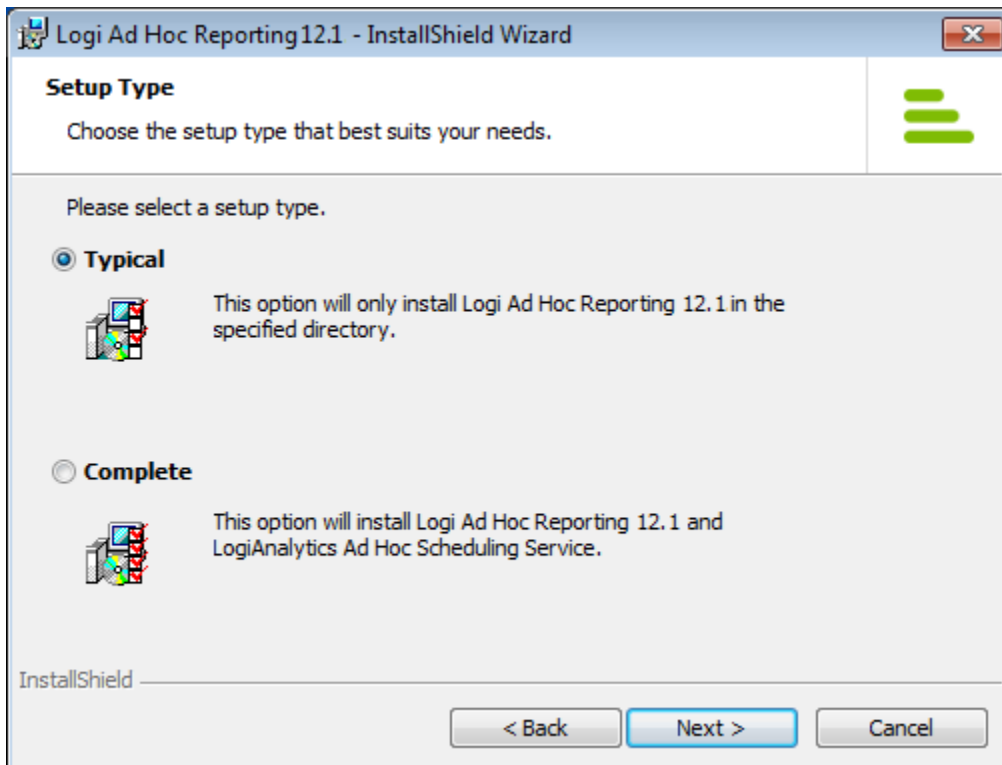 Logi Ad Hoc Reporting 12.1 - InstallShield Wizard
Setup Type
Choose the setup type that best suits your needs.
Please select a setup type.
Typical
This option will only install Logi Ad Hoc Reporting 12.1 in the
specified directory.
Complete
This option will install Logi Ad Hoc Reporting 12.1 and
LogiAnalytics Ad Hoc Scheduling Service.
InstallShield
< Back
Next >
Cancel